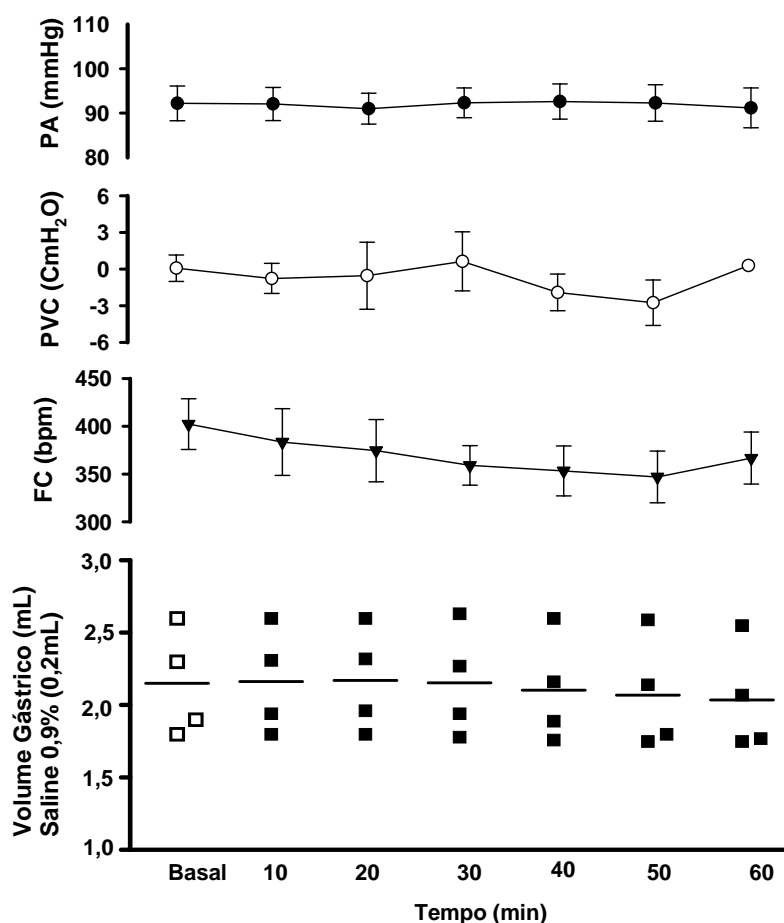 110
100
90
80
PA (mmHg)
6
3
0
-3
-6
PVC (CmH2O)
450
400
350
300
FC (bpm)
3,0
2,5
2,0
1,5
1,0
Volume Gástrico (mL)
Saline 0,9% (0,2mL)
Basal 10 20 30 40 50 60
Tempo (min)